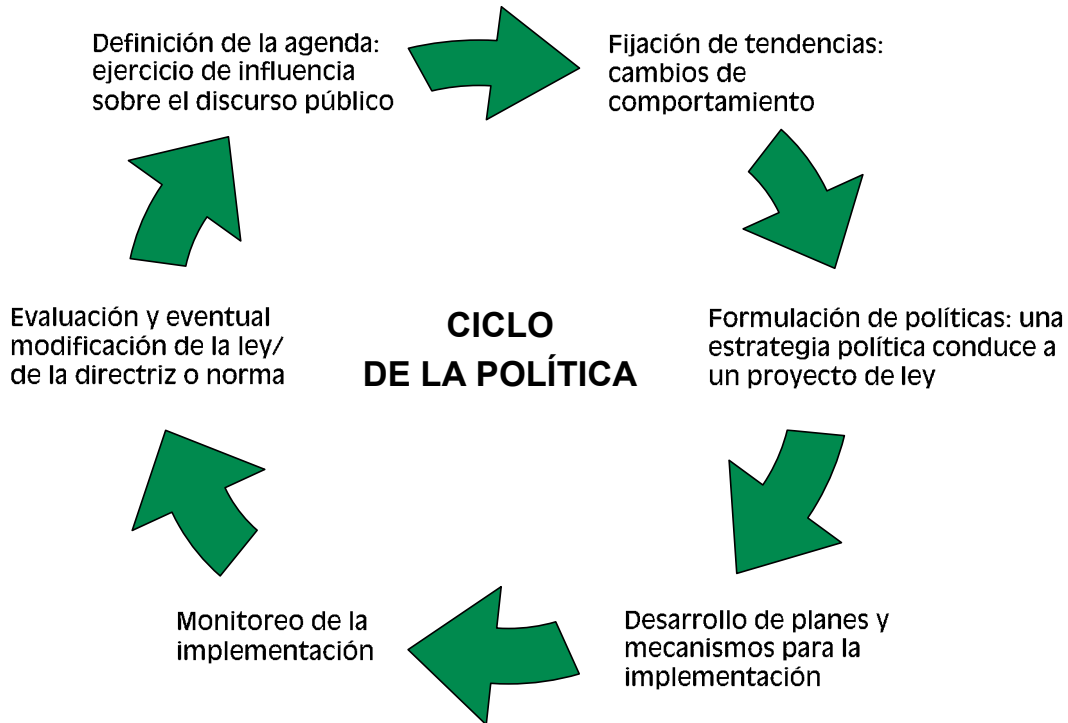 Definición de la agenda:
ejercicio de influencia
sobre el discurso público
Fijación de tendencias:
cambios de
comportamiento
Formulación de políticas: una
estrategia política conduce a
un proyecto de ley
Desarrollo de planes y
mecanismos para la
implementación
Monitoreo de la
implementación
Evaluación y eventual
modificación de la ley/
de la directriz o norma
CICLO
DE LA POLÍTICA